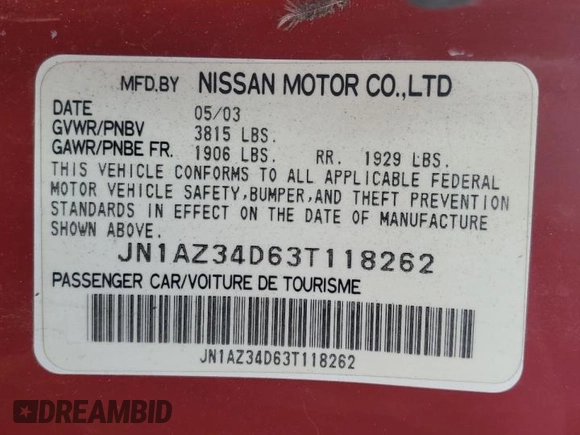 MFD.BY NISSAN MOTOR CO.,LTD
DATE 05/03
GVWR/PNBV 3815 LBS.
GAWR/PNBE FR. 1906 LBS. RR. 1929 LBS.
THIS VEHICLE CONFORMS TO ALL APPLICABLE FEDERAL
MOTOR VEHICLE SAFETY,BUMPER,AND THEFT PREVENTION
STANDARDS IN EFFECT ON THE DATE OF MANUFACTURE
SHOWN ABOVE.
JN1AZ34D63T118262
PASSENGER CAR/VOITURE DE TOURISME
JN1AZ34D63T118262
DREAMBID